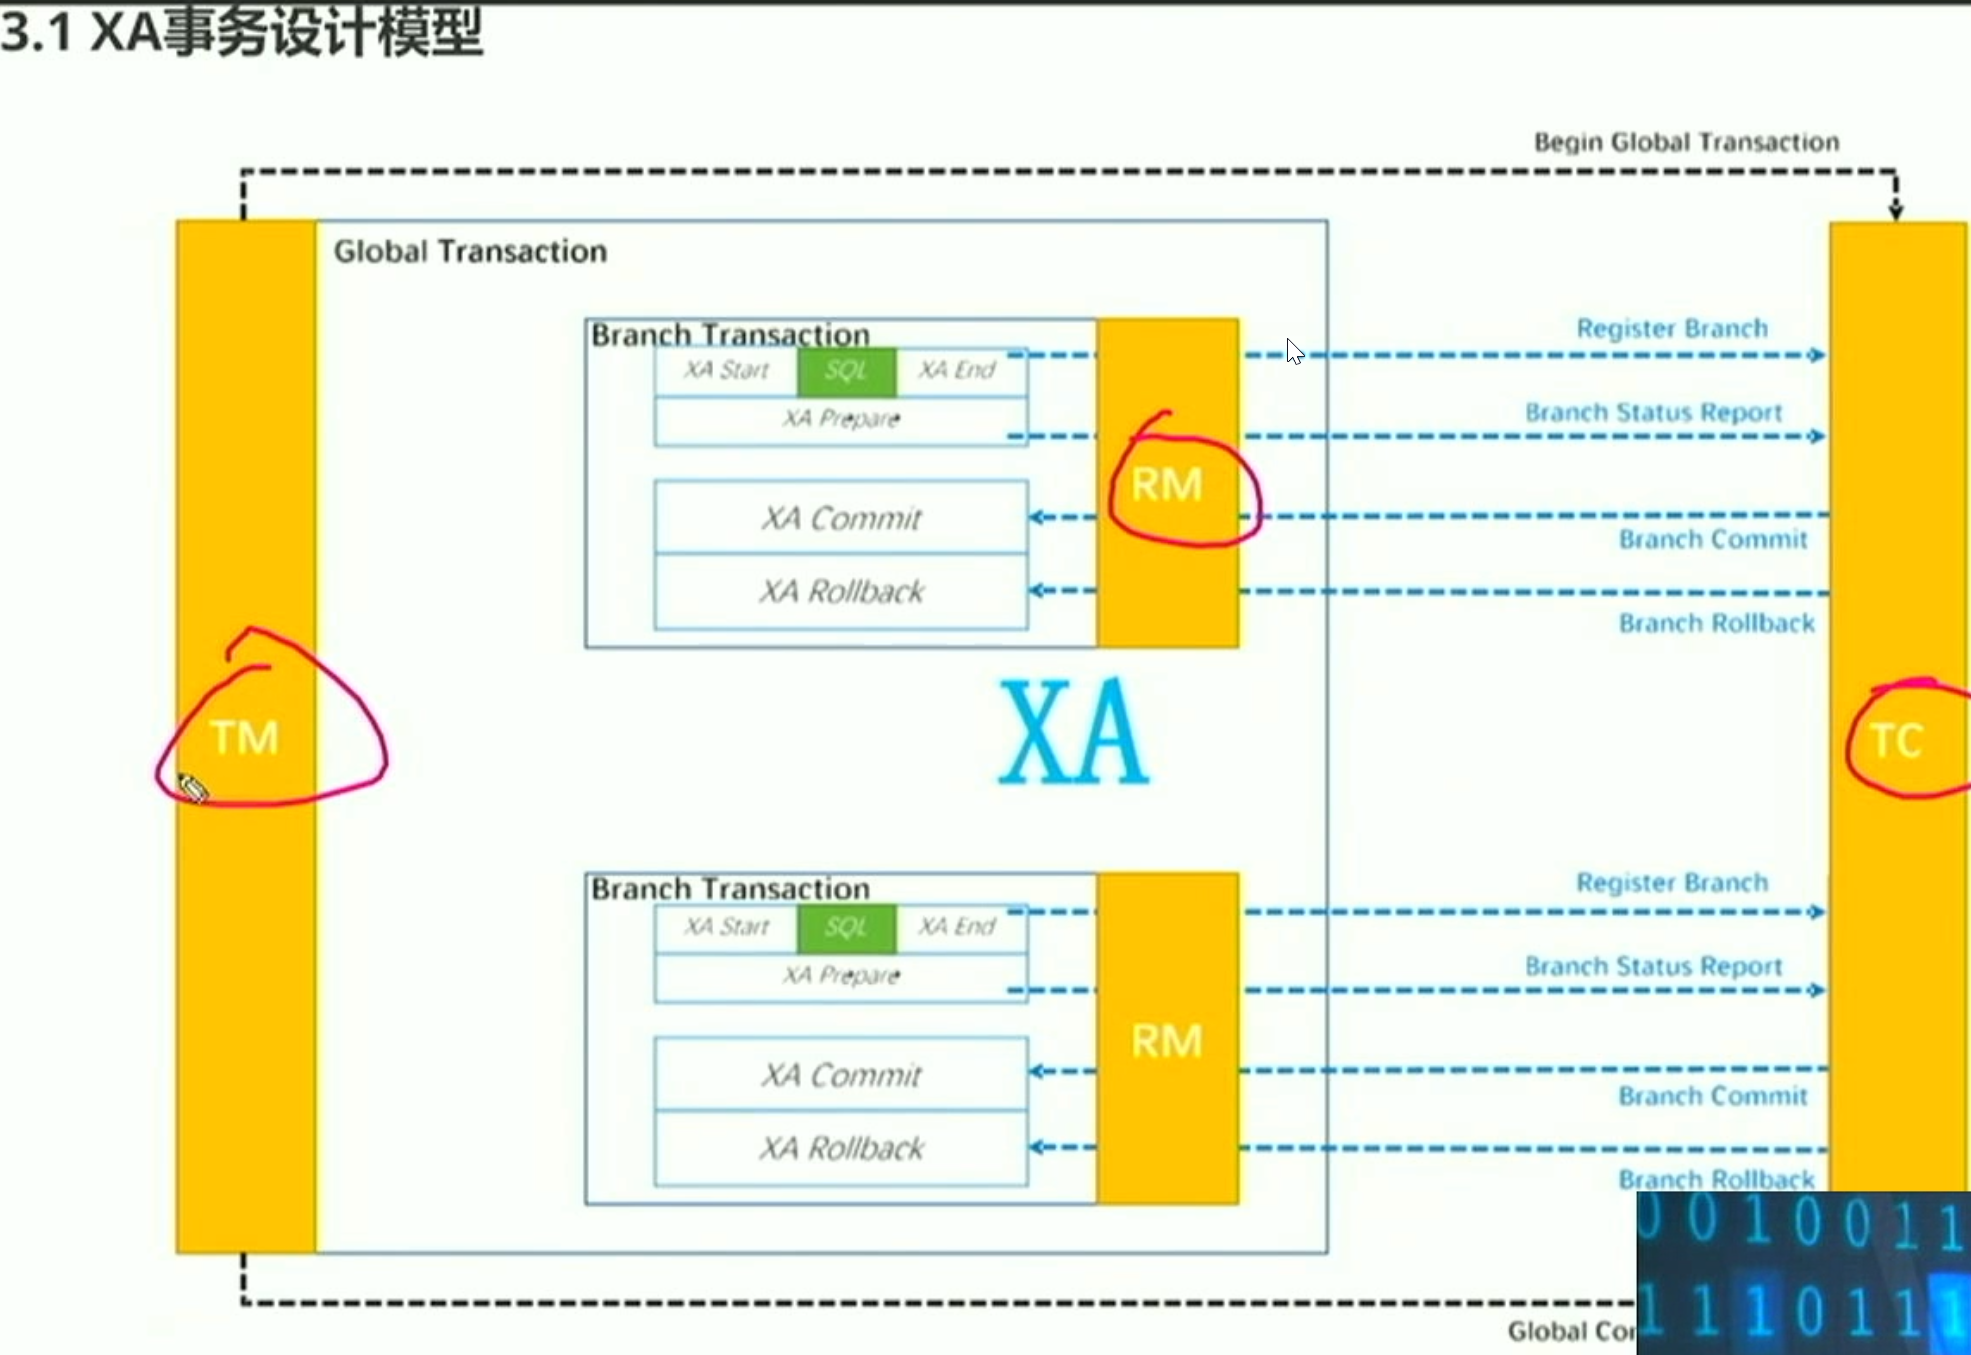 3.1 XA事务设计模型
Begin Global Transaction
Global Transaction
Branch Transaction
XA Start
SQL
XA End
XA Prepare
XA Commit
XA Rollback
RM
Register Branch
Branch Status Report
Branch Commit
Branch Rollback
TM
XA
TC
Branch Transaction
XA Start
SQL
XA End
XA Prepare
XA Commit
XA Rollback
RM
Register Branch
Branch Status Report
Branch Commit
Branch Rollback
Global
0 0 1 0 0 1 1
1 1 1 0 1 1 1